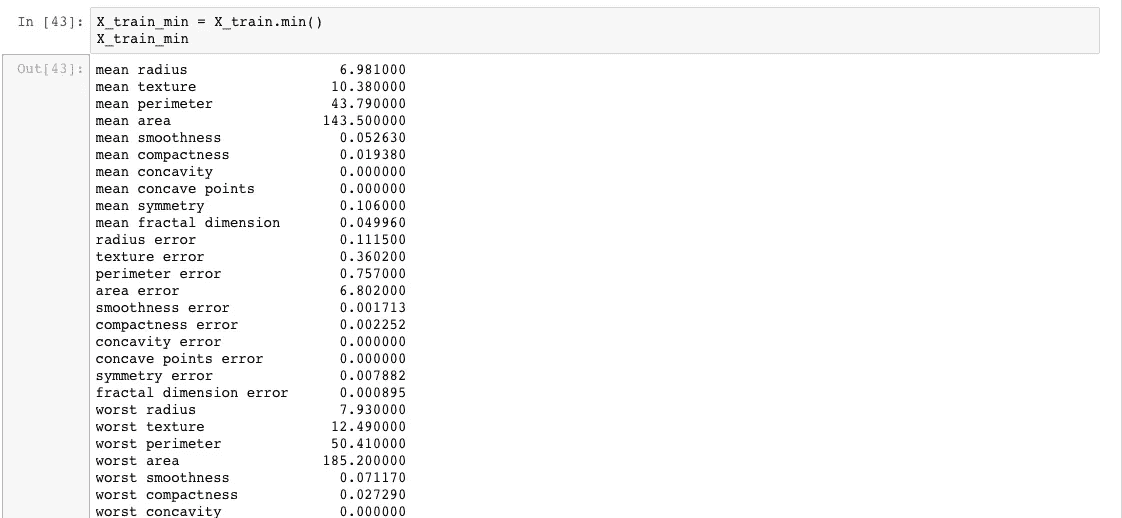 In [43]: X_train_min = X_train.min()
X_train_min
Out[43]: mean radius 6.981000
mean texture 10.380000
mean perimeter 43.790000
mean area 143.500000
mean smoothness 0.052630
mean compactness 0.019380
mean concavity 0.000000
mean concave points 0.000000
mean symmetry 0.106000
mean fractal dimension 0.049960
radius error 0.111500
texture error 0.360200
perimeter error 0.757000
area error 6.802000
smoothness error 0.001713
compactness error 0.002252
concavity error 0.000000
concave points error 0.000000
symmetry error 0.007882
fractal dimension error 0.000895
worst radius 7.930000
worst texture 12.490000
worst perimeter 50.410000
worst area 185.200000
worst smoothness 0.071170
worst compactness 0.027290
worst concavity 0.000000